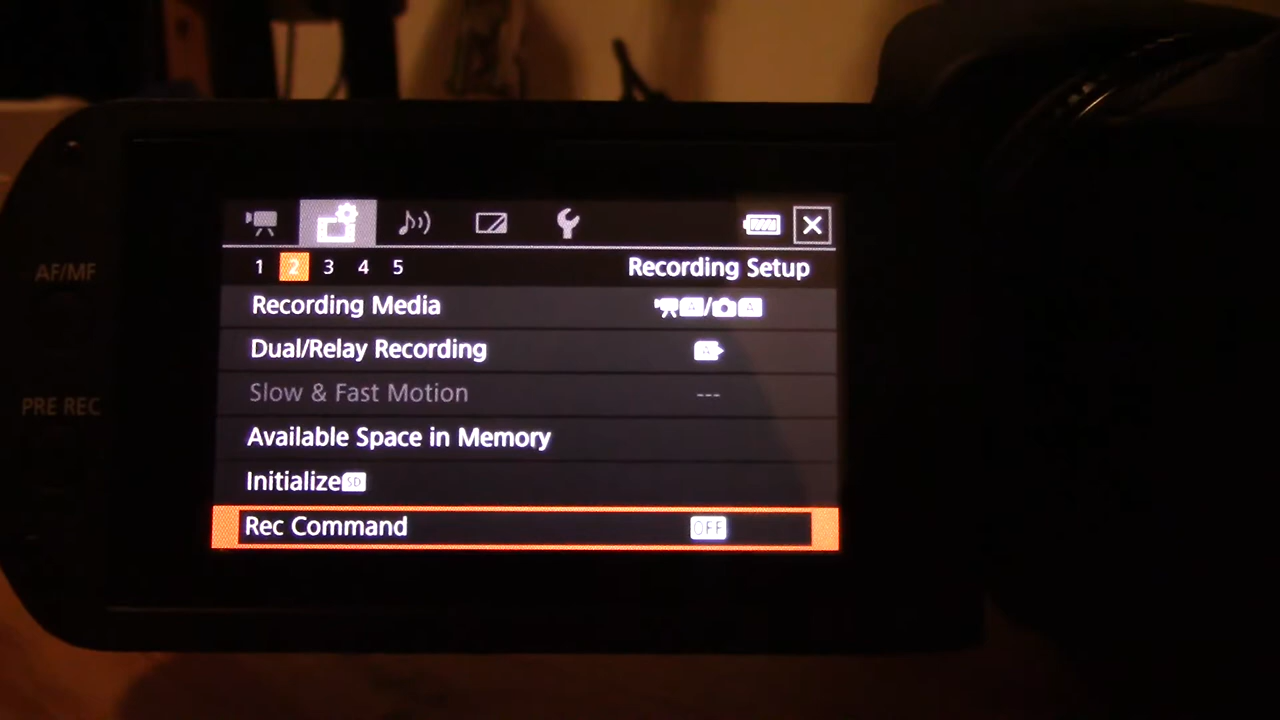 1 2 3 4 5 Recording Setup
AF/MF
Recording Media A/A
Dual/Relay Recording A
Slow & Fast Motion ---
PRE REC
Available Space in Memory
Initialize SD
Rec Command OFF